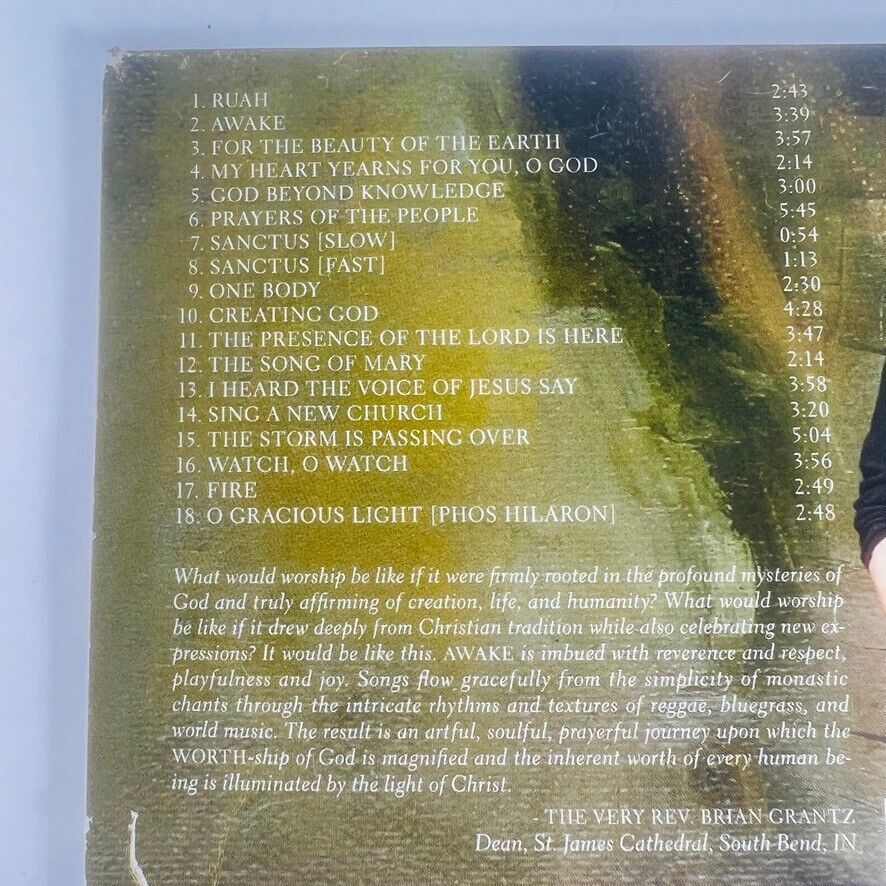 1. RUAH 2:43
2. AWAKE 3:39
3. FOR THE BEAUTY OF THE EARTH 3:57
4. MY HEART YEARNS FOR YOU, O GOD 2:14
5. GOD BEYOND KNOWLEDGE 3:00
6. PRAYERS OF THE PEOPLE 5:45
7. SANCTUS [SLOW] 0:54
8. SANCTUS [FAST] 1:13
9. ONE BODY 2:30
10. CREATING GOD 4:28
11. THE PRESENCE OF THE LORD IS HERE 3:47
12. THE SONG OF MARY 2:14
13. I HEARD THE VOICE OF JESUS SAY 3:58
14. SING A NEW CHURCH 3:20
15. THE STORM IS PASSING OVER 5:04
16. WATCH, O WATCH 3:56
17. FIRE 2:49
18. O GRACIOUS LIGHT [PHOS HILARON] 2:48
What would worship be like if it were firmly rooted in the profound mysteries of
God and truly affirming of creation, life, and humanity? What would worship
be like if it drew deeply from Christian tradition while also celebrating new ex-
pressions? It would be like this. AWAKE is imbued with reverence and respect,
playfulness and joy. Songs flow gracefully from the simplicity of monastic
chants through the intricate rhythms and textures of reggae, bluegrass, and
world music. The result is an artful, soulful, prayerful journey upon which the
WORTH-ship of God is magnified and the inherent worth of every human be-
ing is illuminated by the light of Christ.
- THE VERY REV. BRIAN GRANTZ
Dean, St. James Cathedral, South Bend, IN